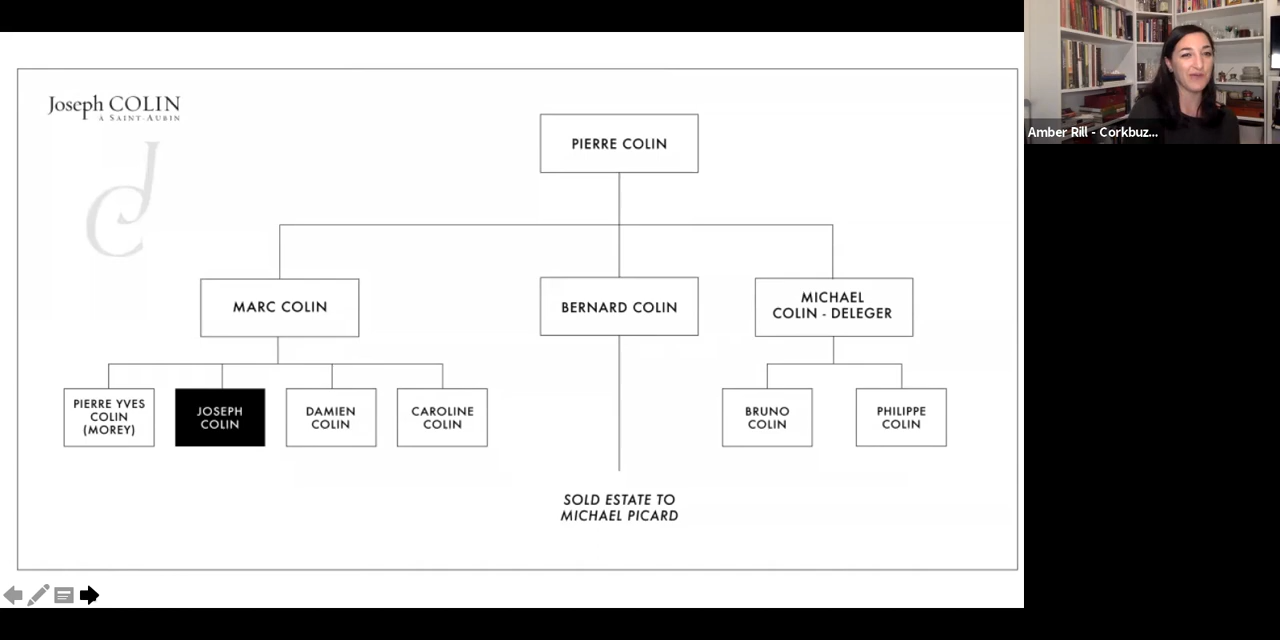 Joseph COLIN
A SAINT-AUBIN
PIERRE COLIN
MARC COLIN
BERNARD COLIN
MICHAEL
COLIN - DELEGER
PIERRE YVES
COLIN
(MOREY)
JOSEPH
COLIN
DAMIEN
COLIN
CAROLINE
COLIN
BRUNO
COLIN
PHILIPPE
COLIN
SOLD ESTATE TO
MICHAEL PICARD
Amber Rill - Corkbuz...